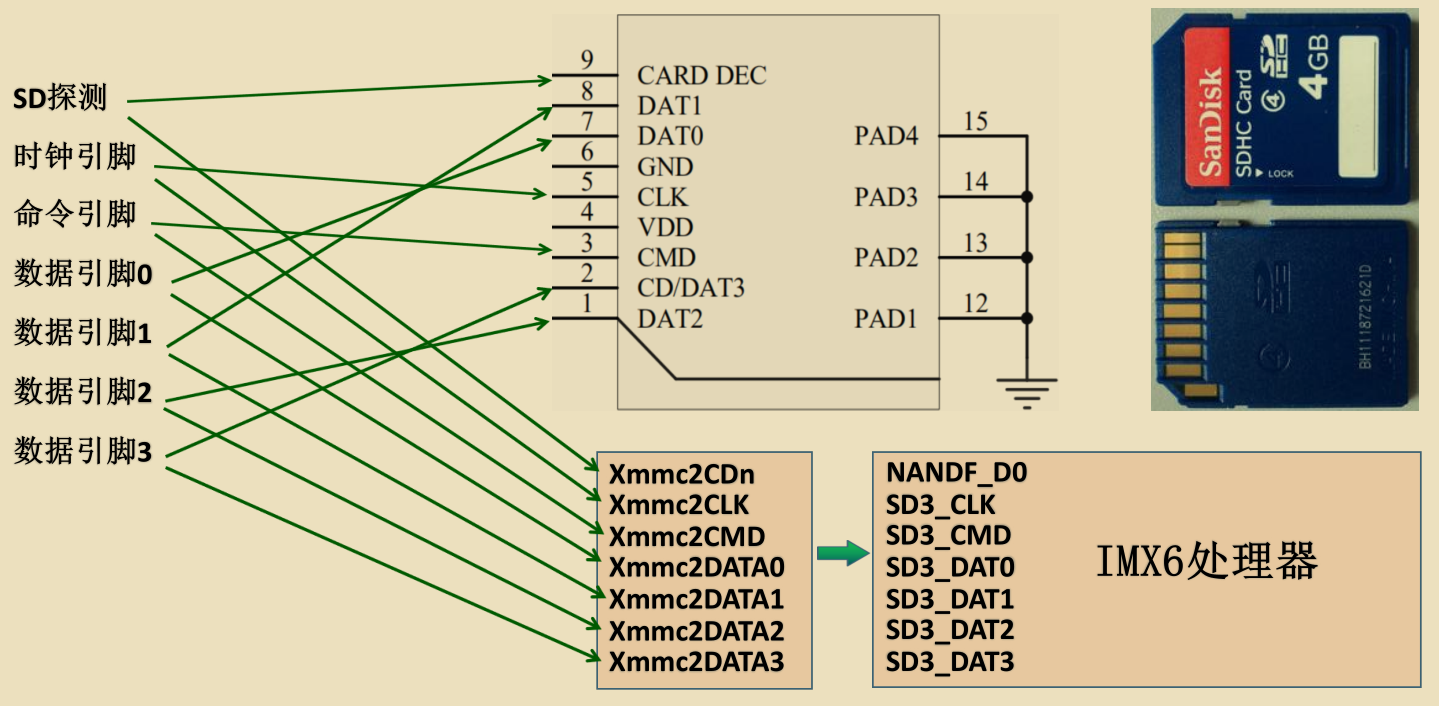 SD探测
时钟引脚
命令引脚
数据引脚0
数据引脚1
数据引脚2
数据引脚3
9 CARD DEC
8 DAT1
7 DAT0
6 GND
5 CLK
4 VDD
3 CMD
2 CD/DAT3
1 DAT2
PAD4 15
PAD3 14
PAD2 13
PAD1 12
SanDisk
SDHC Card
LOCK
4
SD
HC
4GB
BH1118721621D
Xmmc2CDn
Xmmc2CLK
Xmmc2CMD
Xmmc2DATA0
Xmmc2DATA1
Xmmc2DATA2
Xmmc2DATA3
NANDF_D0
SD3_CLK
SD3_CMD
SD3_DAT0
SD3_DAT1
SD3_DAT2
SD3_DAT3
IMX6处理器